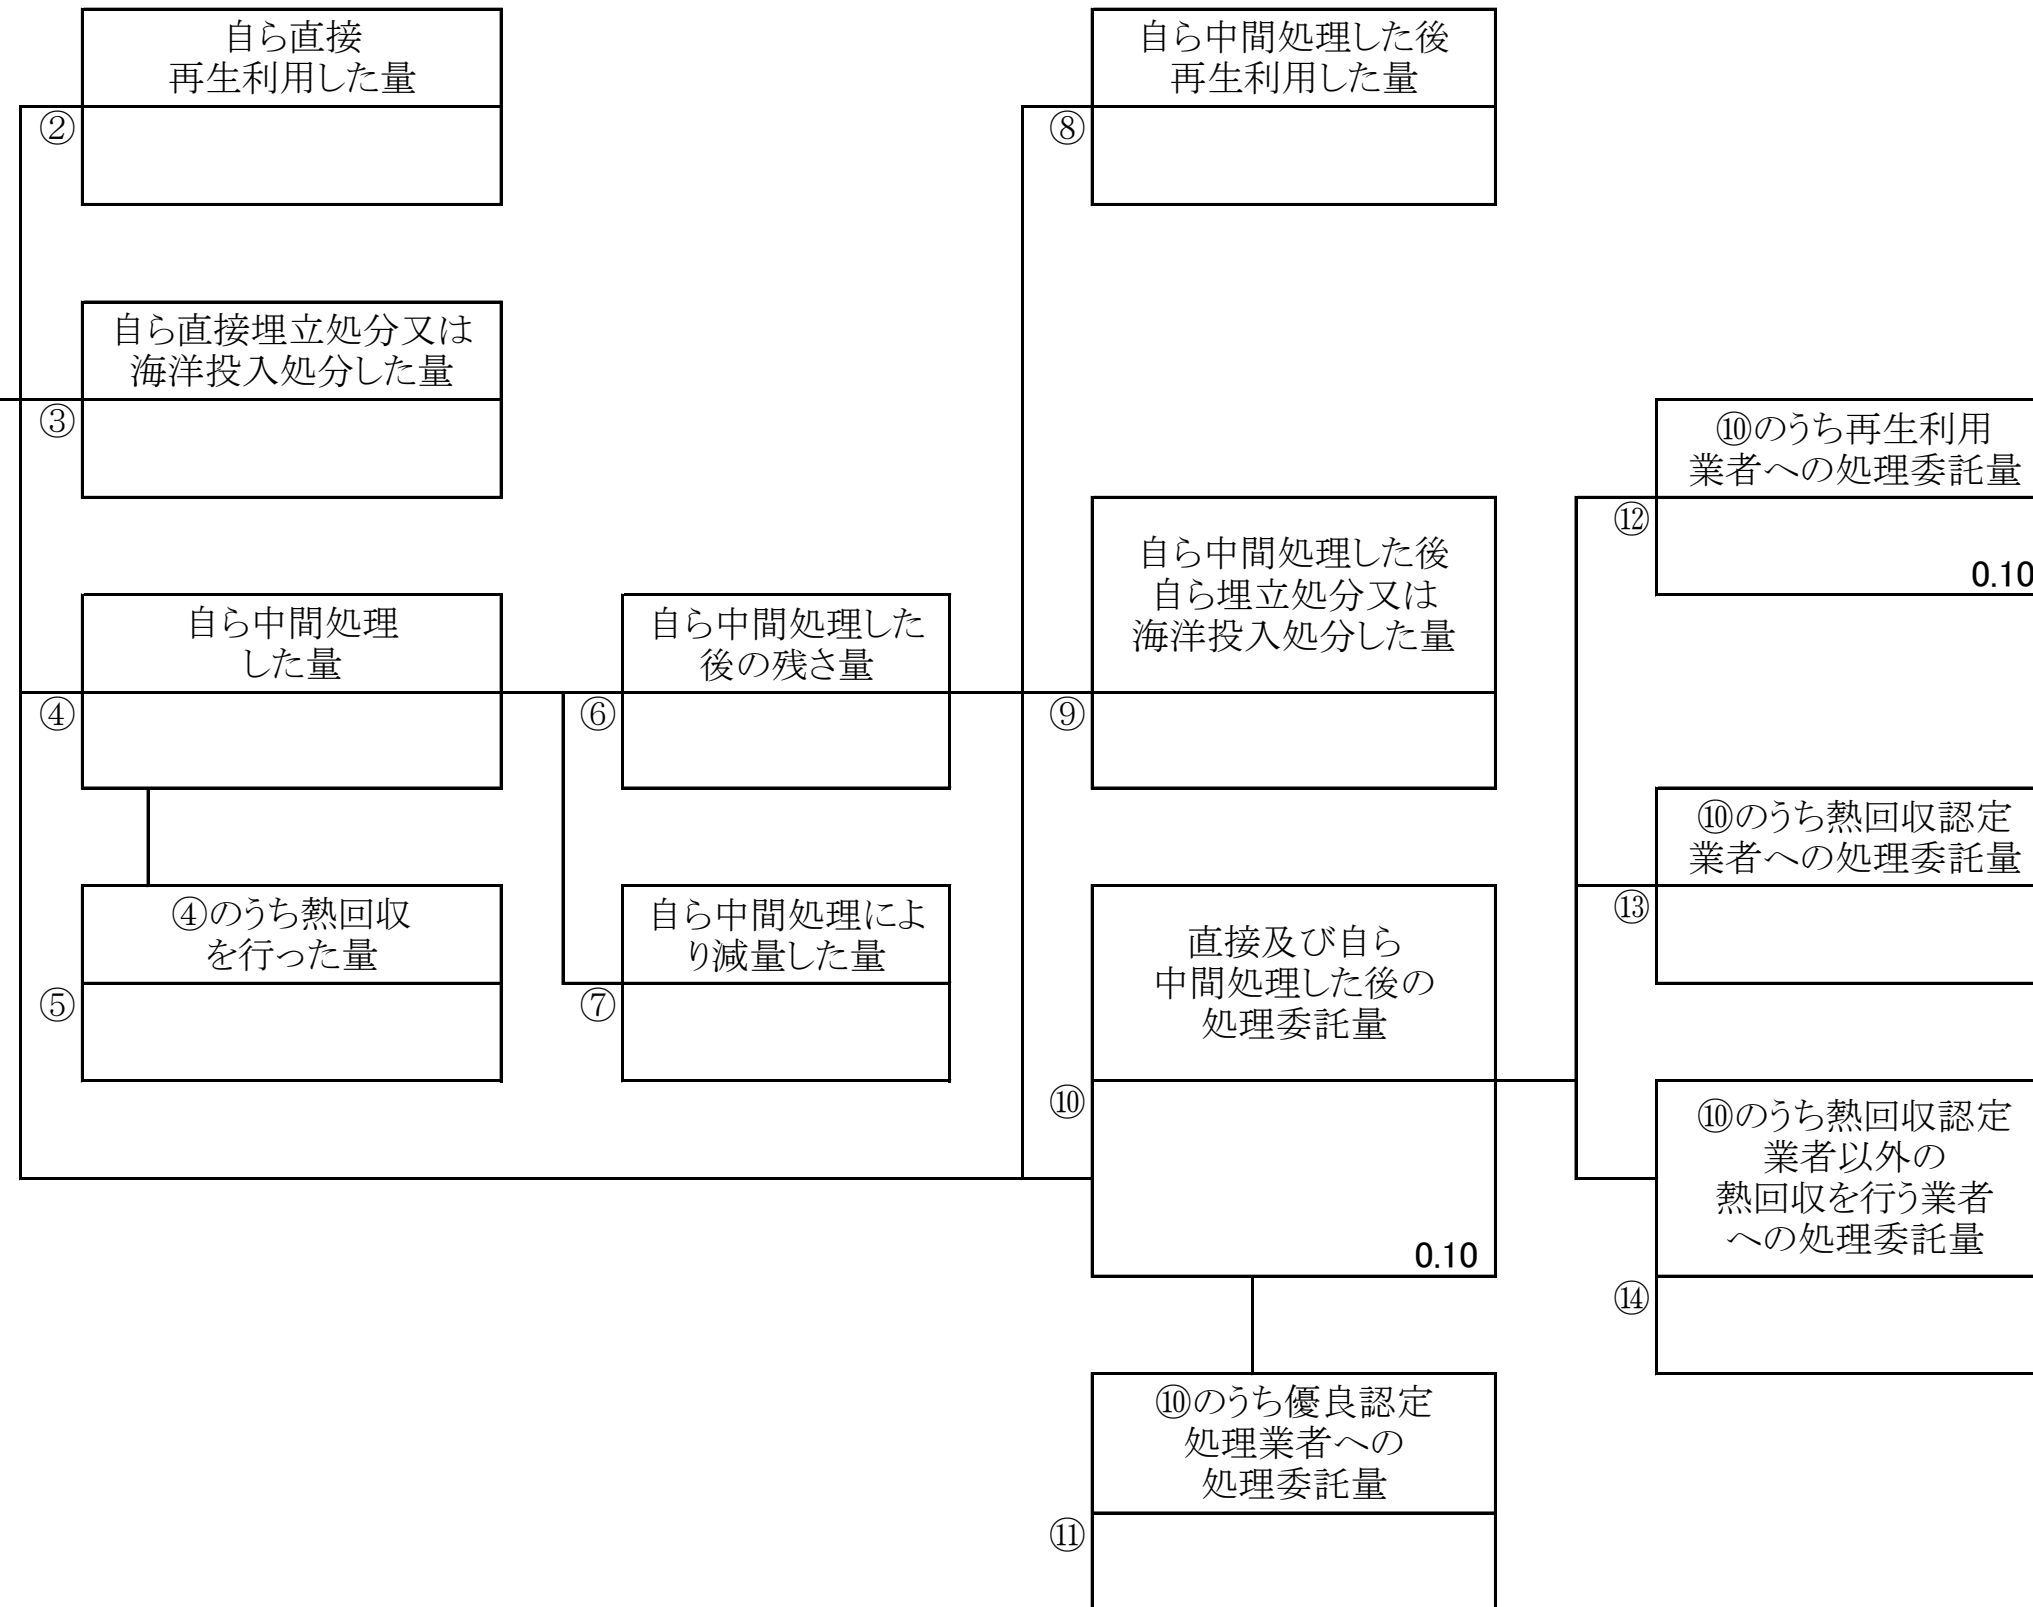 自ら直接
再生利用した量
②
自ら中間処理した後
再生利用した量
⑧
自ら直接埋立処分又は
海洋投入処分した量
③
⑩のうち再生利用
業者への処理委託量
⑫
0.10
自ら中間処理した後
自ら埋立処分又は
海洋投入処分した量
⑨
自ら中間処理
した量
④
自ら中間処理した
後の残さ量
⑥
⑩のうち熱回収認定
業者への処理委託量
⑬
④のうち熱回収
を行った量
⑤
自ら中間処理によ
り減量した量
⑦
直接及び自ら
中間処理した後の
処理委託量
⑩
0.10
⑩のうち熱回収認定
業者以外の
熱回収を行う業者
への処理委託量
⑭
⑩のうち優良認定
処理業者への
処理委託量
⑪